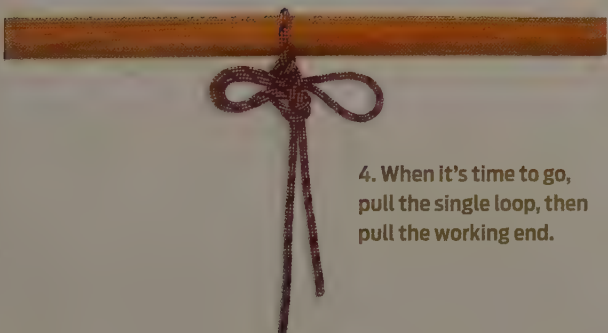 4. When it's time to go,
pull the single loop, then
pull the working end.